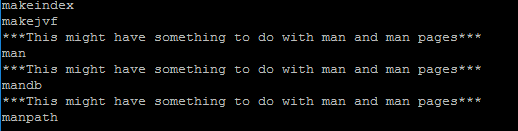 makeindex
makejvf
***This might have something to do with man and man pages***
man
***This might have something to do with man and man pages***
mandb
***This might have something to do with man and man pages***
manpath